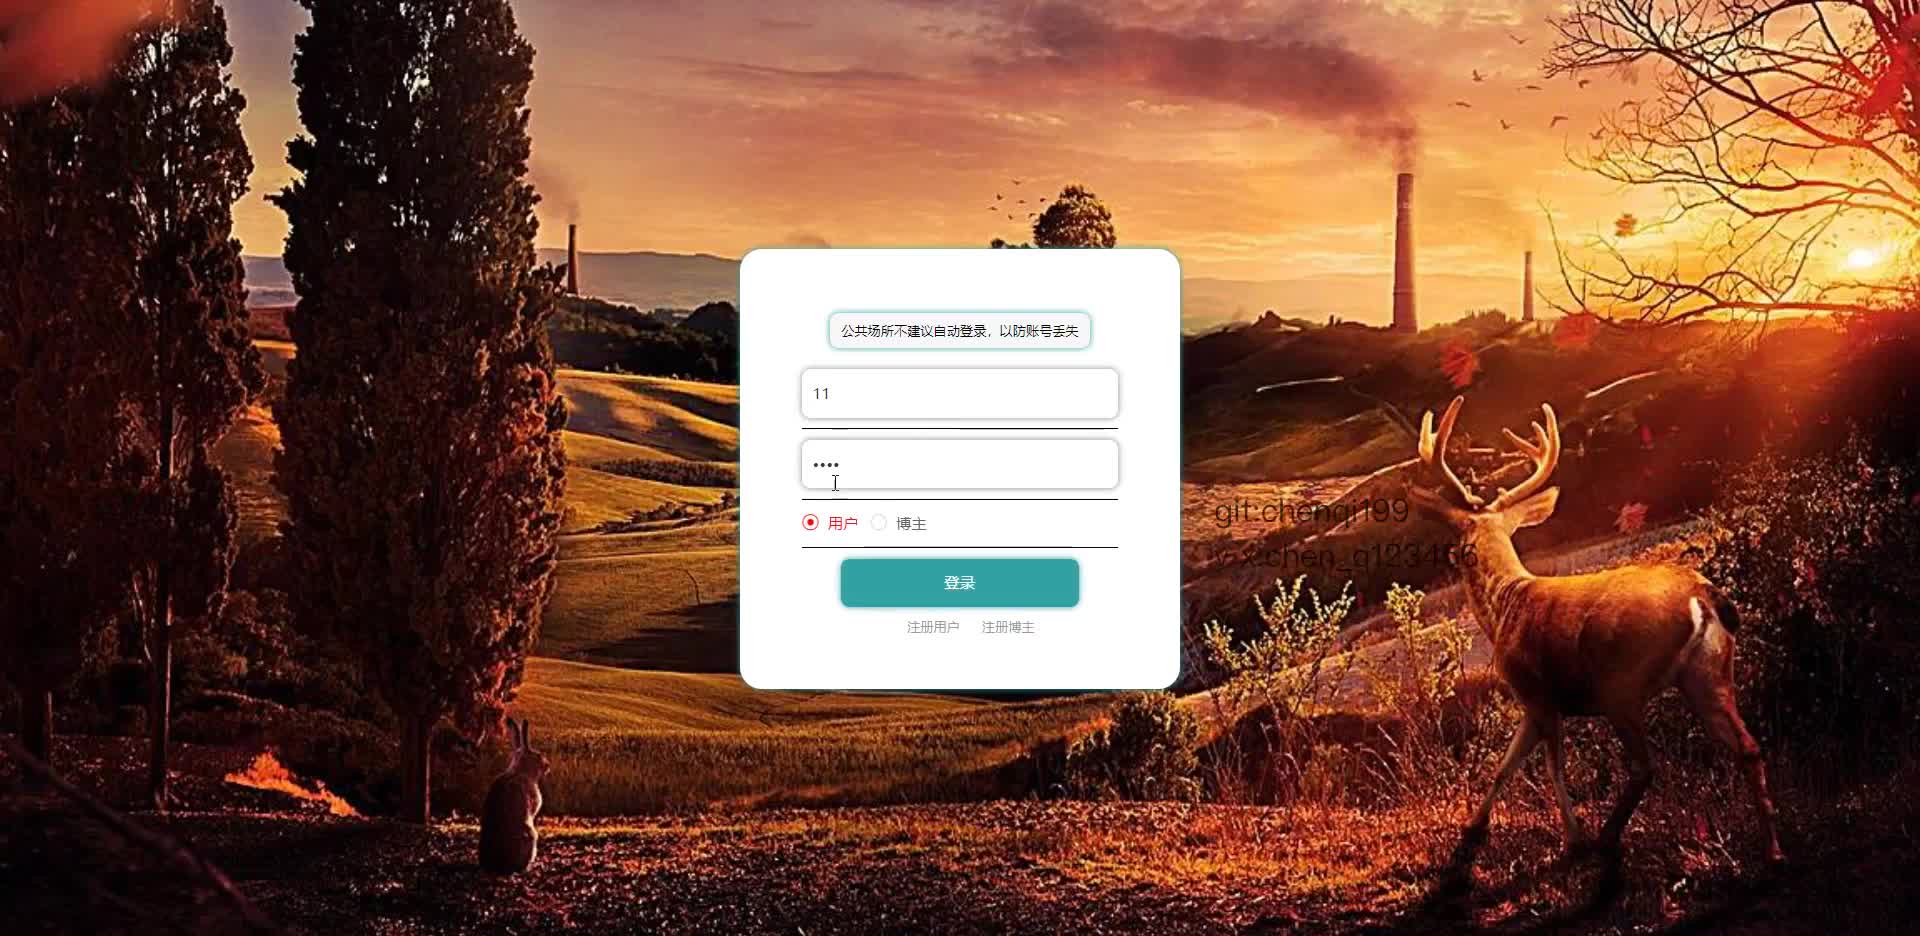 公共场所不建议自动登录，以防账号丢失
11
••••
用户 博主
登录
注册用户 注册博主
git:chenqi199
v-x:chen_q123456